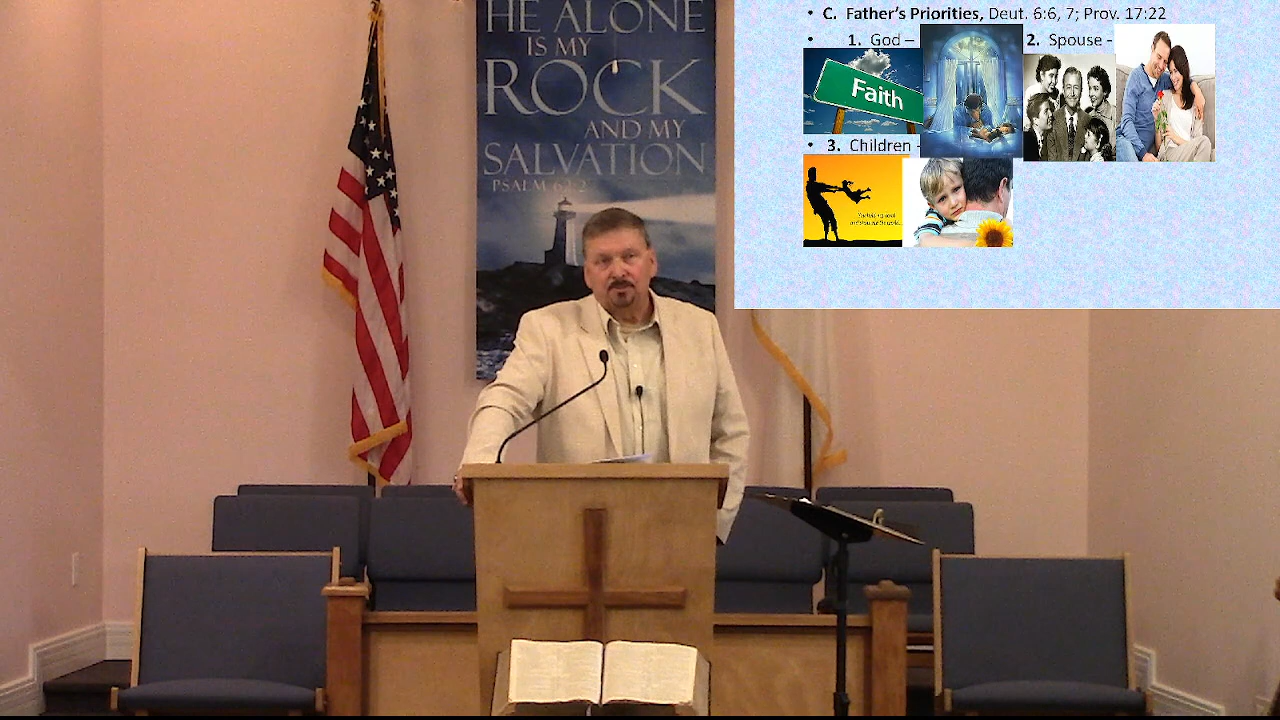 HE ALONE
IS MY
ROCK
AND MY
SALVATION
PSALM 62:2
• C. Father's Priorities, Deut. 6:6, 7; Prov. 17:22
• 1. God – 2. Spouse -
Faith
• 3. Children -